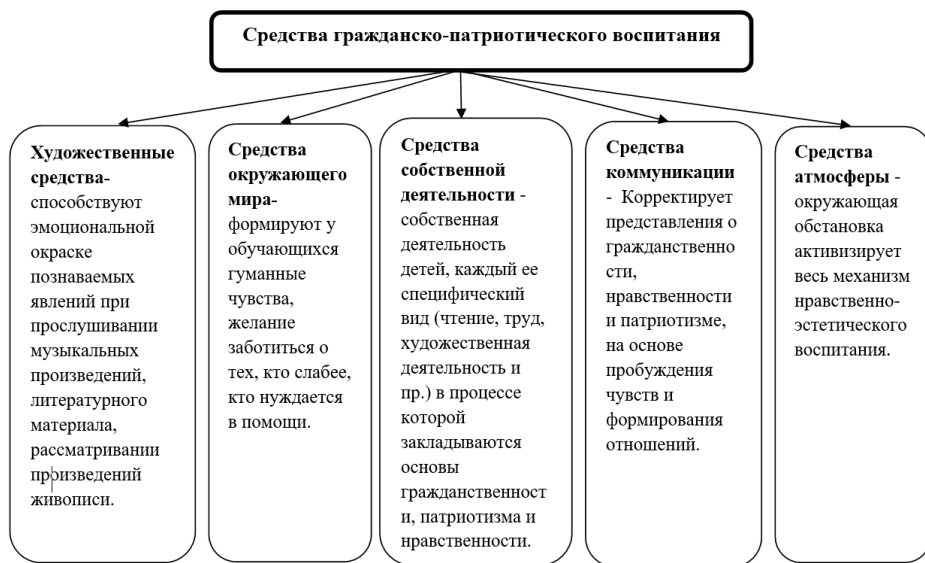 Средства гражданско-патриотического воспитания
Художественные
средства-
способствуют
эмоциональной
окраске
познаваемых
явлений при
прослушивании
музыкальных
произведений,
литературного
материала,
рассматривании
произведений
живописи.
Средства
окружающего
мира-
формируют у
обучающихся
гуманные
чувства,
желание
заботиться о
тех, кто слабее,
кто нуждается
в помощи.
Средства
собственной
деятельности -
собственная
деятельность
детей, каждый ее
специфический
вид (чтение, труд,
художественная
деятельность и
пр.) в процессе
которой
закладываются
основы
гражданственност
и, патриотизма и
нравственности.
Средства
коммуникации
- Корректирует
представления о
гражданственно
сти,
нравственности
и патриотизме,
на основе
пробуждения
чувств и
формирования
отношений.
Средства
атмосферы -
окружающая
обстановка
активизирует
весь механизм
нравственно-
эстетического
воспитания.